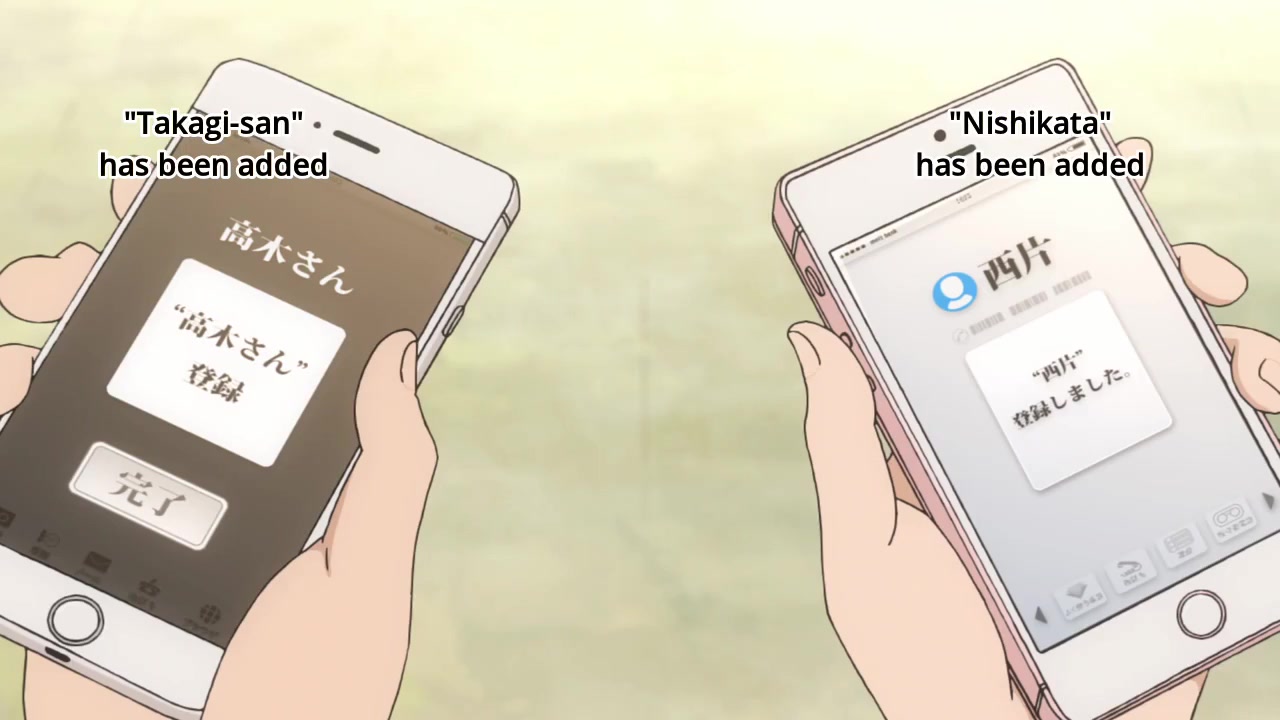 "Takagi-san"
has been added
高木さん
“高木さん”
登録
完了
"Nishikata"
has been added
西片
“西片”
登録しました。